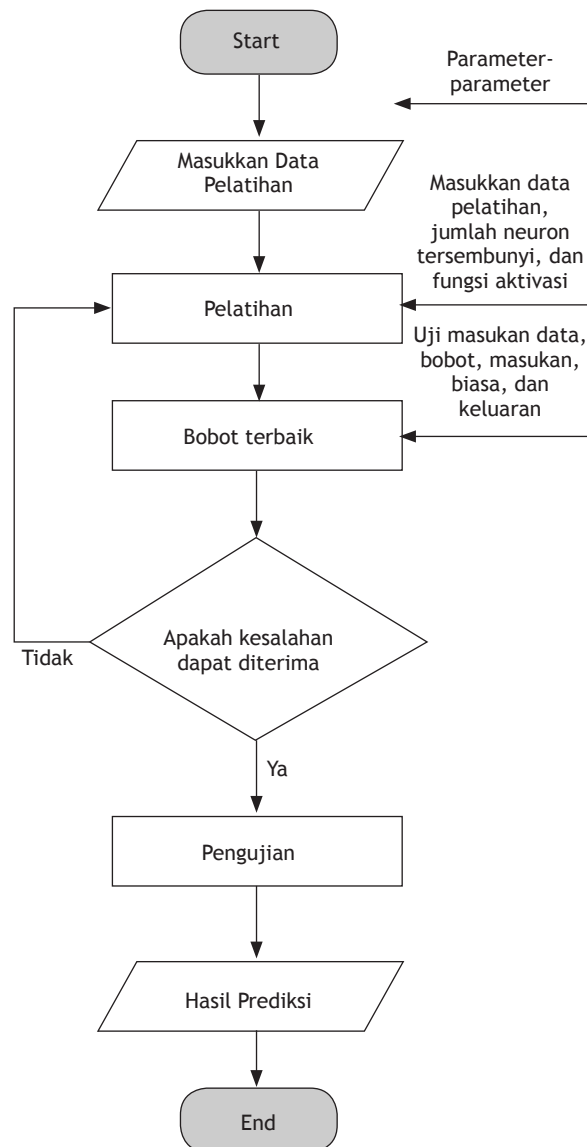 Start
Parameter-
parameter
Masukkan Data
Pelatihan
Masukkan data
pelatihan,
jumlah neuron
tersembunyi, dan
fungsi aktivasi
Pelatihan
Uji masukan data,
bobot, masukan,
biasa, dan
keluaran
Bobot terbaik
Apakah kesalahan
dapat diterima
Tidak
Ya
Pengujian
Hasil Prediksi
End